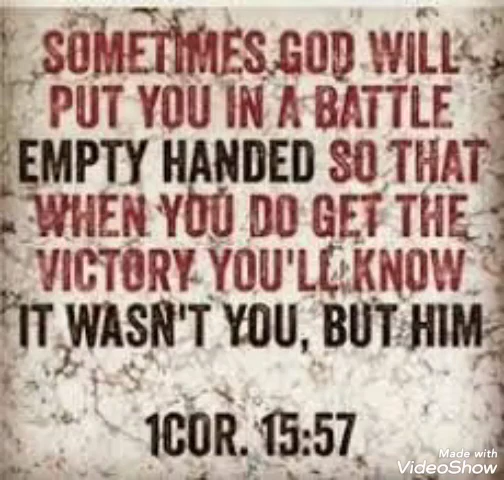 SOMETIMES GOD WILL
PUT YOU IN A BATTLE
EMPTY HANDED SO THAT
WHEN YOU DO GET THE
VICTORY YOU'LL KNOW
IT WASN'T YOU, BUT HIM
1COR. 15:57
Made with
VideoShow